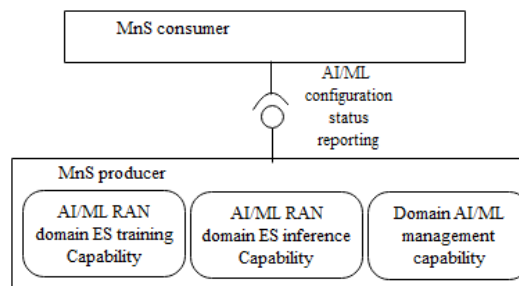 MnS consumer
AI/ML
configuration
status
reporting
MnS producer
AI/ML RAN
domain ES training
Capability
AI/ML RAN
domain ES inference
Capability
Domain AI/ML
management
capability